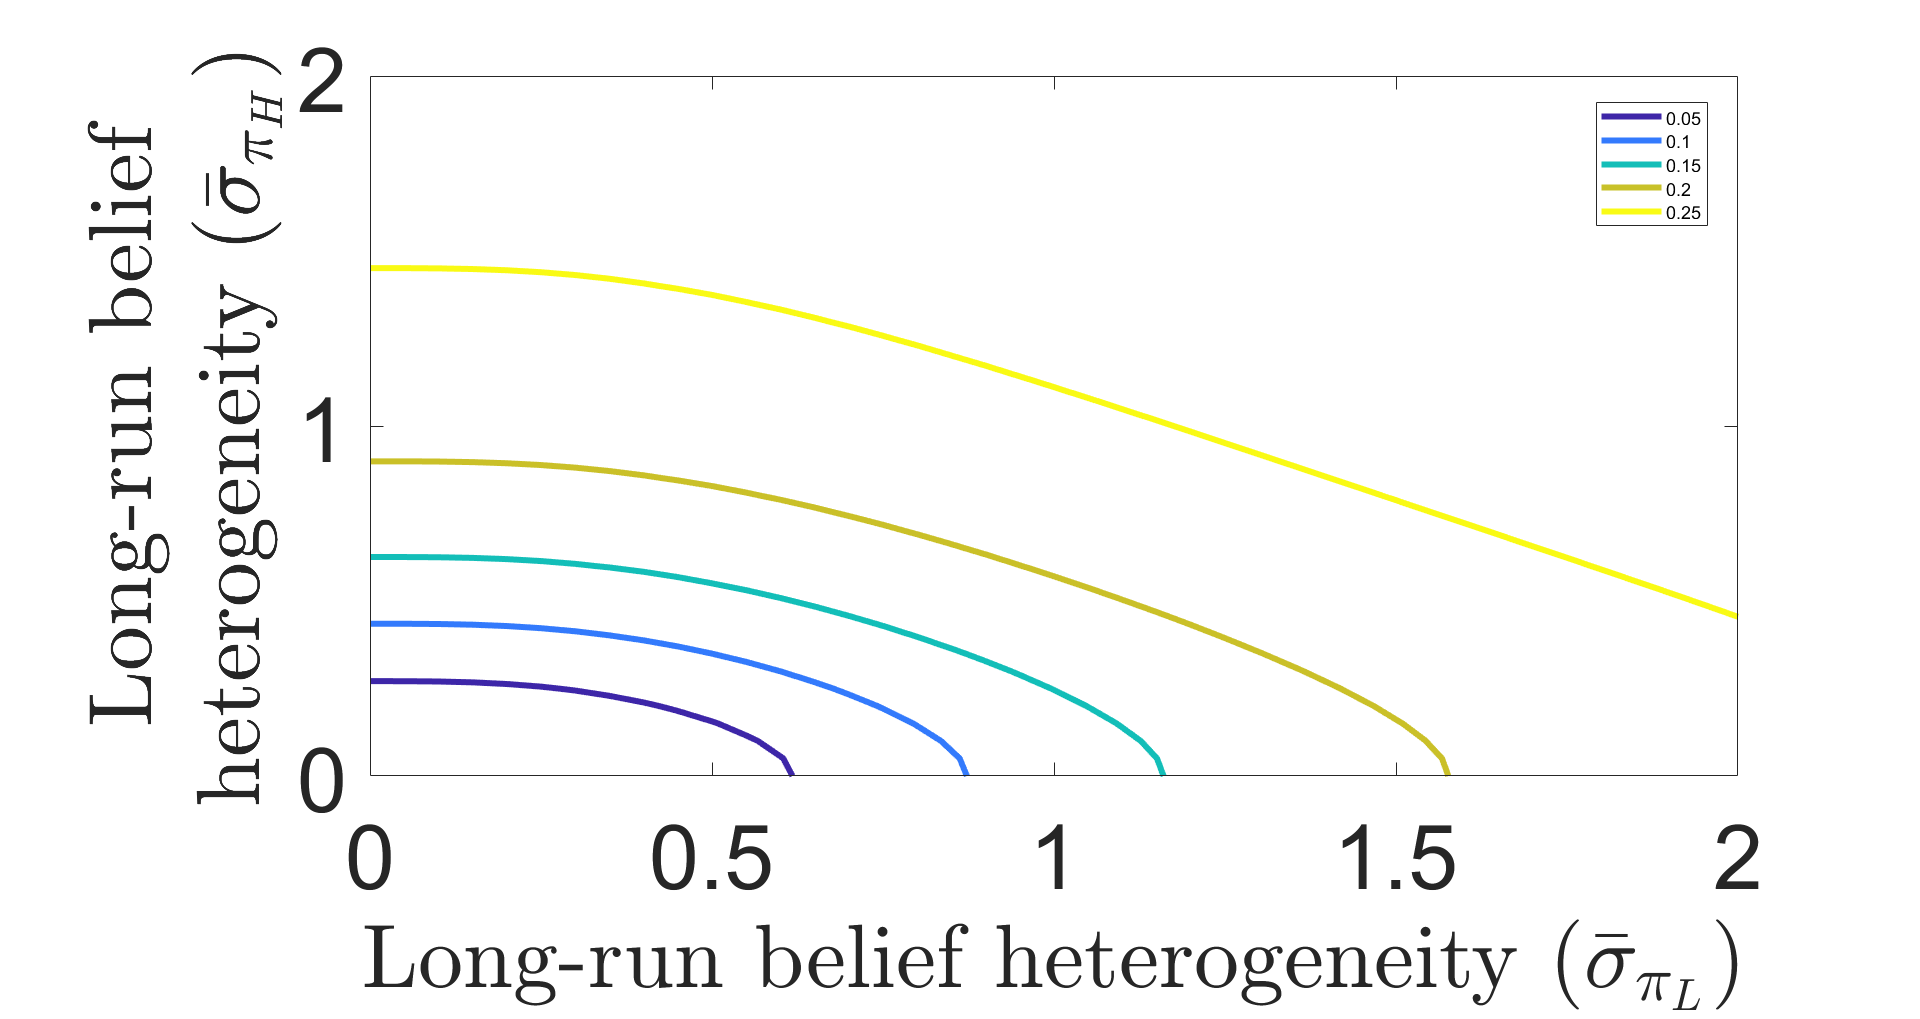 Long-run belief
heterogeneity (σ̄_{π_H})
2
1
0
0 0.5 1 1.5 2
Long-run belief heterogeneity (σ̄_{π_L})
0.05
0.1
0.15
0.2
0.25